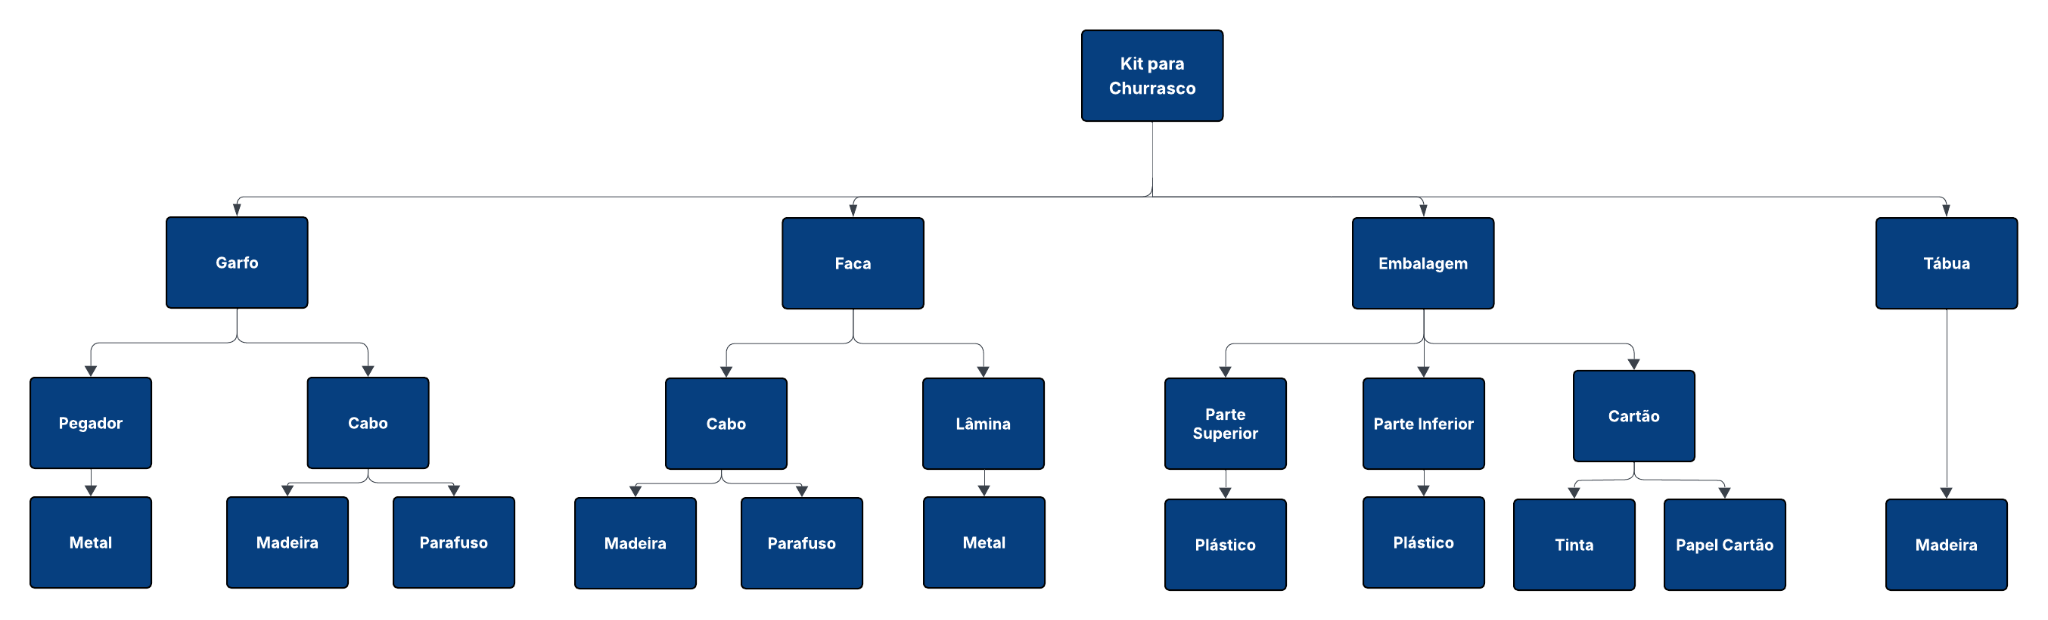 Kit para
Churrasco
Garfo
Faca
Embalagem
Tábua
Pegador
Cabo
Cabo
Lâmina
Parte
Superior
Parte Inferior
Cartão
Metal
Madeira
Parafuso
Madeira
Parafuso
Metal
Plástico
Plástico
Tinta
Papel Cartão
Madeira